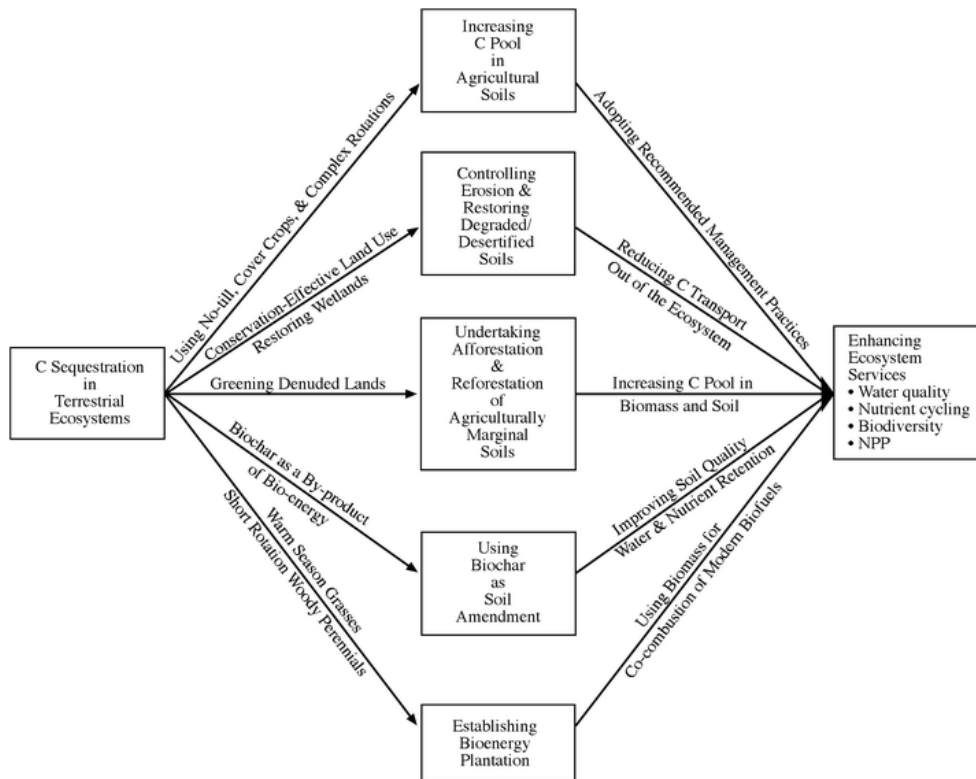 Increasing
C Pool
in
Agricultural
Soils
Using No-till, Cover Crops, & Complex Rotations
Adopting Recommended Management Practices
Controlling
Erosion &
Restoring
Degraded/
Desertified
Soils
Conservation-Effective Land Use
Restoring Wetlands
Reducing C Transport
Out of the Ecosystem
C Sequestration
in
Terrestrial
Ecosystems
Greening Denuded Lands
Undertaking
Afforestation
&
Reforestation
of
Agriculturally
Marginal
Soils
Increasing C Pool in
Biomass and Soil
Enhancing
Ecosystem
Services
• Water quality
• Nutrient cycling
• Biodiversity
• NPP
Biochar as a By-product
of Bio-energy
Using
Biochar
as
Soil
Amendment
Improving Soil Quality
Water & Nutrient Retention
Warm Season Grasses
Short Rotation Woody Perennials
Establishing
Bioenergy
Plantation
Using Biomass for
Co-combustion of Modern Biofuels